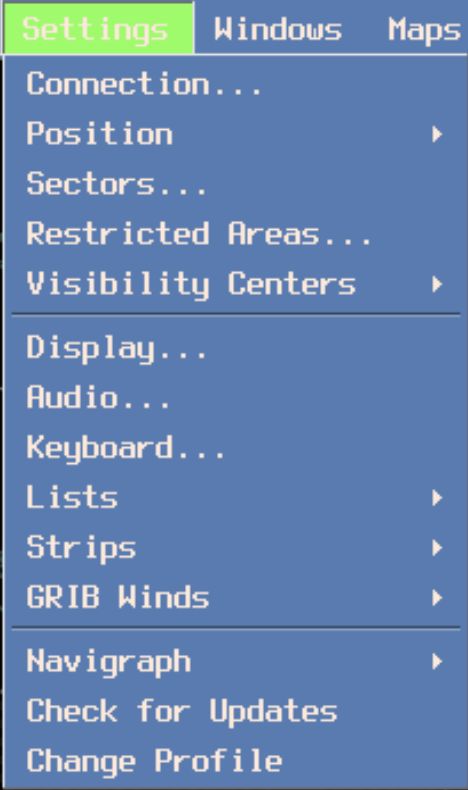 Settings Windows Maps
Connection...
Position
Sectors...
Restricted Areas...
Visibility Centers
Display...
Audio...
Keyboard...
Lists
Strips
GRIB Winds
Navigraph
Check for Updates
Change Profile